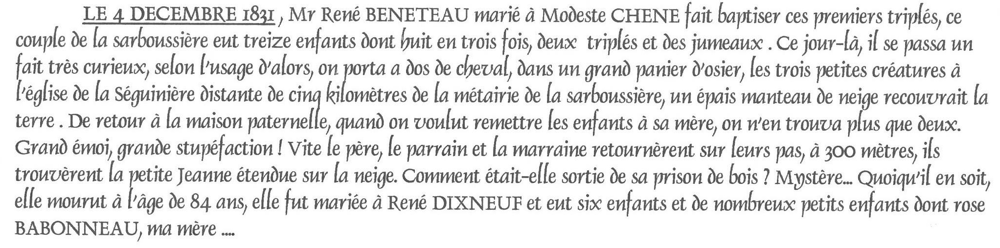 LE 4 DECEMBRE 1831, Mr René BENETEAU marié à Modeste CHENE fait baptiser ces premiers triplés, ce
couple de la sarboussière eut treize enfants dont huit en trois fois, deux triplés et des jumeaux . Ce jour-là, il se passa un
fait très curieux, selon l'usage d'alors, on porta a dos de cheval, dans un grand panier d'osier, les trois petites créatures à
l'église de la Séguinière distante de cinq kilomètres de la métairie de la sarboussière, un épais manteau de neige recouvrait la
terre . De retour à la maison paternelle, quand on voulut remettre les enfants à sa mère, on n'en trouva plus que deux.
Grand émoi, grande stupéfaction ! Vite le père, le parrain et la marraine retournèrent sur leurs pas, à 300 mètres, ils
trouvèrent la petite Jeanne étendue sur la neige. Comment était-elle sortie de sa prison de bois ? Mystère... Quoiqu'il en soit,
elle mourut à l'âge de 84 ans, elle fut mariée à René DIXNEUF et eut six enfants et de nombreux petits enfants dont rose
BABONNEAU, ma mère ....